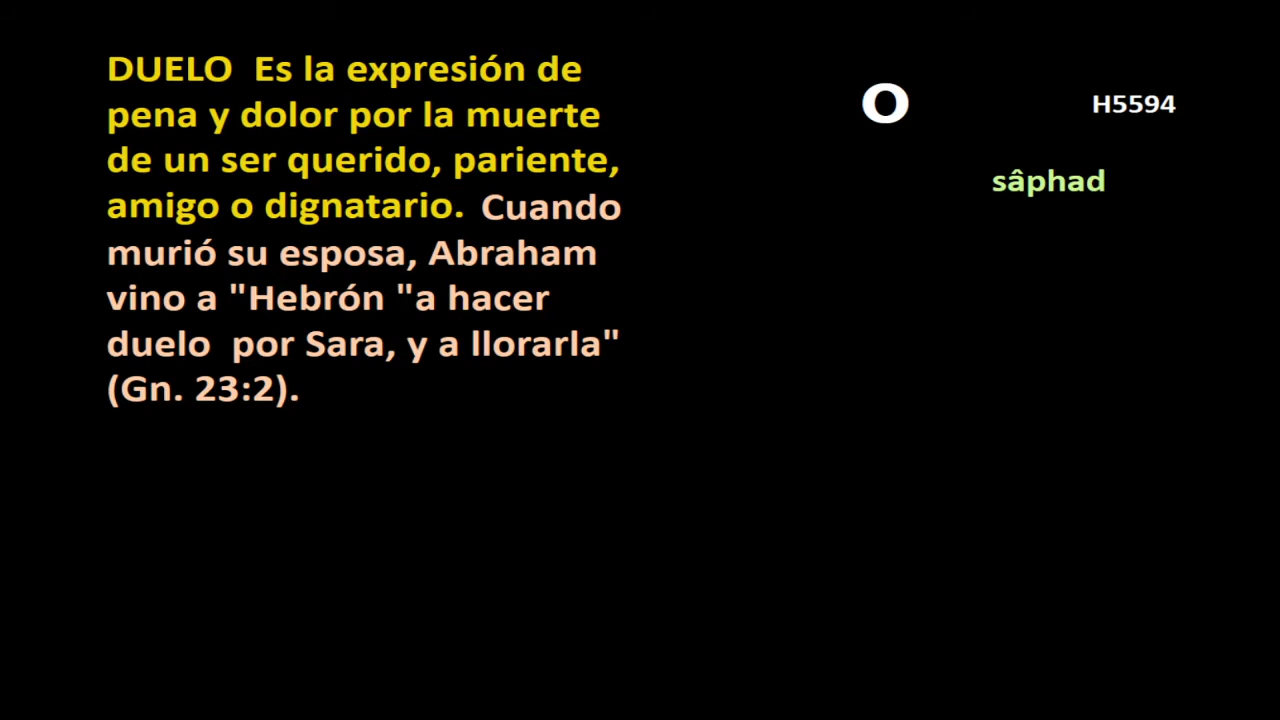 DUELO  Es la expresión de
pena y dolor por la muerte
de un ser querido, pariente,
amigo o dignatario. Cuando
murió su esposa, Abraham
vino a "Hebrón "a hacer
duelo  por Sara, y a llorarla"
(Gn. 23:2).
O
H5594
sâphad